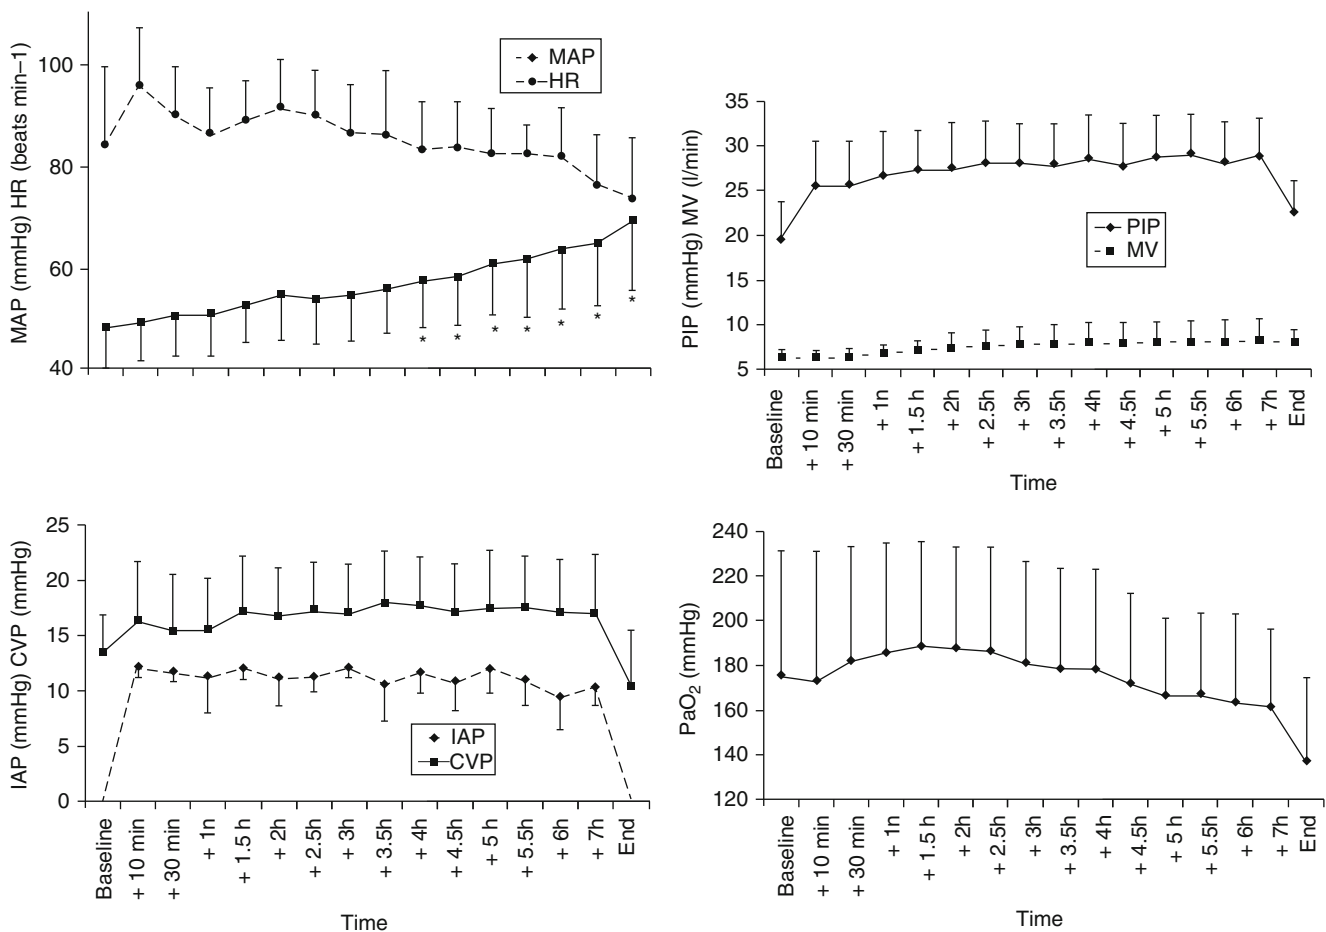 MAP (mmHg) HR (beats min–1)
100
80
60
40
MAP
HR
*
*
*
*
*
*
*
PIP (mmHg) MV (l/min)
35
30
25
20
15
10
5
PIP
MV
Baseline
+ 10 min
+ 30 min
+ 1n
+ 1.5h
+ 2h
+ 2.5h
+ 3h
+ 3.5h
+ 4h
+ 4.5h
+ 5 h
+ 5.5h
+ 6h
+ 7h
End
Time
IAP (mmHg) CVP (mmHg)
25
20
15
10
5
0
IAP
CVP
Baseline
+ 10 min
+ 30 min
+ 1n
+ 1.5 h
+ 2h
+ 2.5h
+ 3h
+ 3.5h
+ 4h
+ 4.5h
+ 5 h
+ 5.5h
+ 6h
+ 7h
End
Time
PaO2 (mmHg)
240
220
200
180
160
140
120
Baseline
+ 10 min
+ 30 min
+ 1n
+ 1.5 h
+ 2h
+ 2.5h
+ 3h
+ 3.5h
+ 4h
+ 4.5h
+ 5 h
+ 5.5h
+ 6h
+ 7h
End
Time